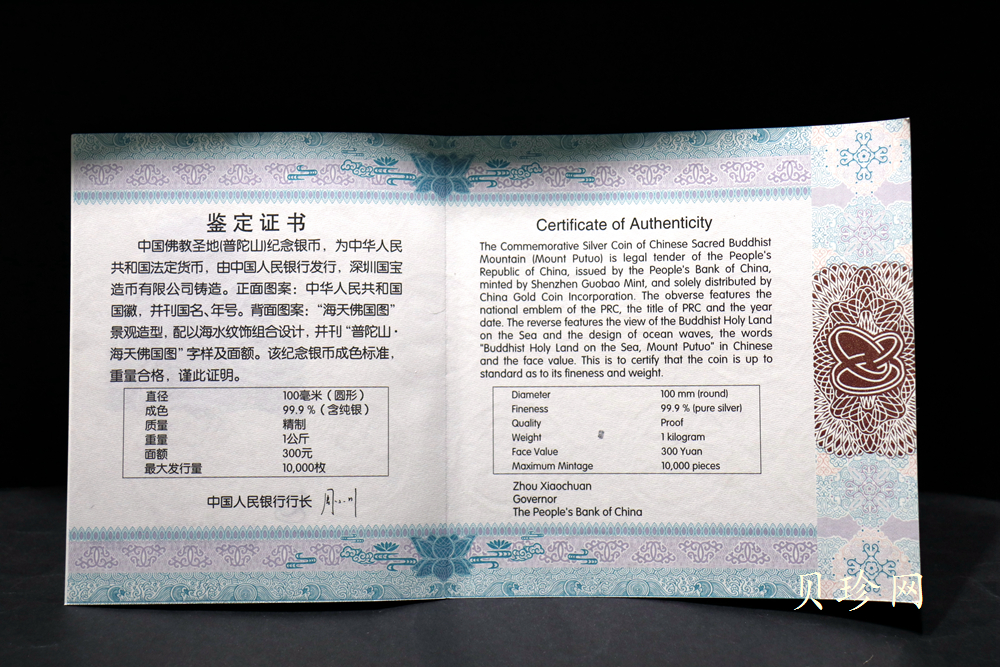 鉴定证书
中国佛教圣地(普陀山)纪念银币，为中华人民
共和国法定货币，由中国人民银行发行，深圳国宝
造币有限公司铸造。正面图案：中华人民共和国
国徽，并刊国名、年号。背面图案：“海天佛国图”
景观造型，配以海水纹饰组合设计，并刊“普陀山·
海天佛国图”字样及面额。该纪念银币成色标准，
重量合格，谨此证明。
直径 100毫米（圆形）
成色 99.9 %（含纯银）
质量 精制
重量 1公斤
面额 300元
最大发行量 10,000枚
中国人民银行行长
Certificate of Authenticity
The Commemorative Silver Coin of Chinese Sacred Buddhist
Mountain (Mount Putuo) is legal tender of the People's
Republic of China, issued by the People's Bank of China,
minted by Shenzhen Guobao Mint, and solely distributed by
China Gold Coin Incorporation. The obverse features the
national emblem of the PRC, the title of PRC and the year
date. The reverse features the view of the Buddhist Holy Land
on the Sea and the design of ocean waves, the words
"Buddhist Holy Land on the Sea, Mount Putuo" in Chinese
and the face value. This is to certify that the coin is up to
standard as to its fineness and weight.
Diameter 100 mm (round)
Fineness 99.9 % (pure silver)
Quality Proof
Weight 1 kilogram
Face Value 300 Yuan
Maximum Mintage 10,000 pieces
Zhou Xiaochuan
Governor
The People's Bank of China
贝珍网